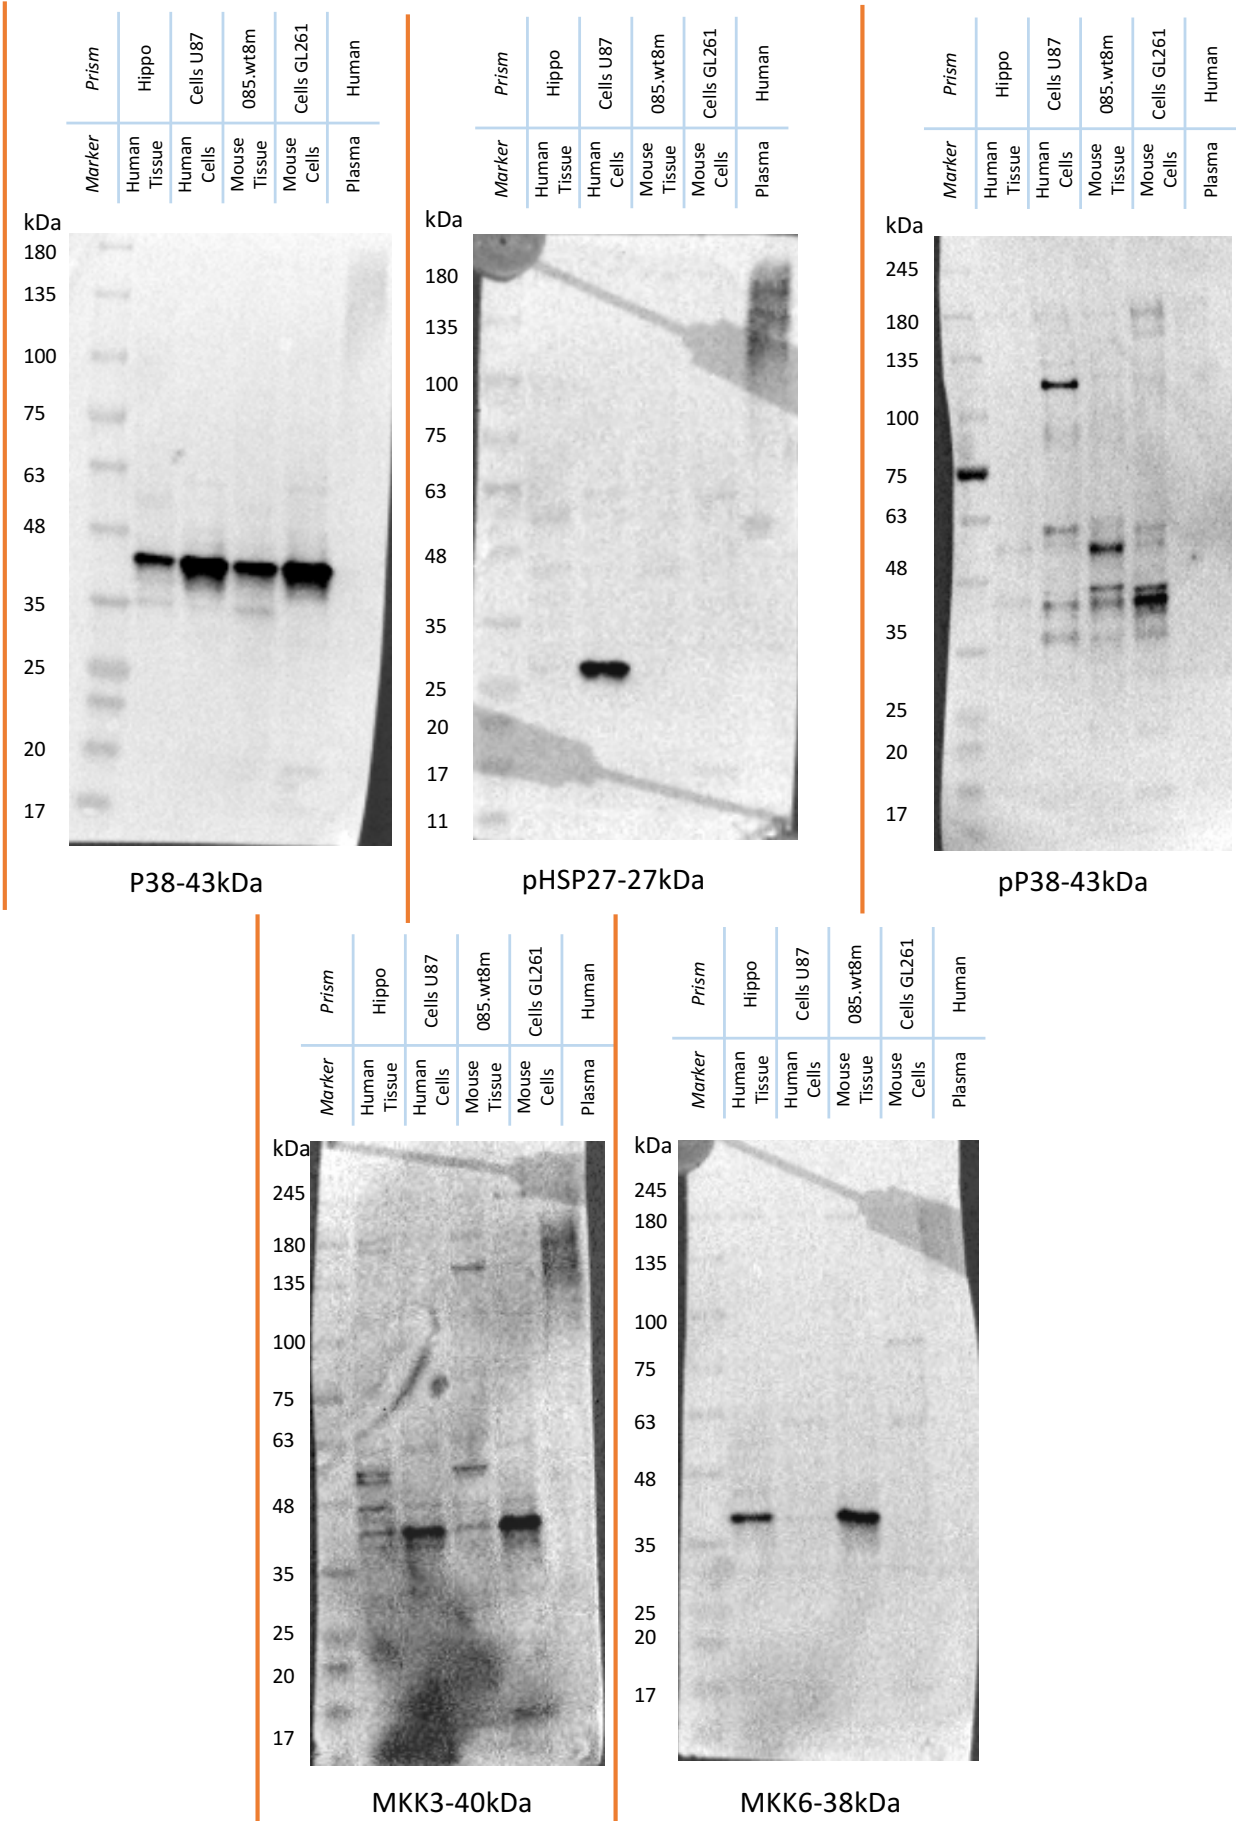 Prism
Hippo
Cells U87
085.wt8m
Cells GL261
Human
Marker
Human Tissue
Human Cells
Mouse Tissue
Mouse Cells
Plasma
kDa
180
135
100
75
63
48
35
25
20
17
P38-43kDa
Prism
Hippo
Cells U87
085.wt8m
Cells GL261
Human
Marker
Human Tissue
Human Cells
Mouse Tissue
Mouse Cells
Plasma
kDa
180
135
100
75
63
48
35
25
20
17
11
pHSP27-27kDa
Prism
Hippo
Cells U87
085.wt8m
Cells GL261
Human
Marker
Human Tissue
Human Cells
Mouse Tissue
Mouse Cells
Plasma
kDa
245
180
135
100
75
63
48
35
25
20
17
pP38-43kDa
Prism
Hippo
Cells U87
085.wt8m
Cells GL261
Human
Marker
Human Tissue
Human Cells
Mouse Tissue
Mouse Cells
Plasma
kDa
245
180
135
100
75
63
48
35
25
20
17
MKK3-40kDa
Prism
Hippo
Cells U87
085.wt8m
Cells GL261
Human
Marker
Human Tissue
Human Cells
Mouse Tissue
Mouse Cells
Plasma
kDa
245
180
135
100
75
63
48
35
25
20
17
MKK6-38kDa